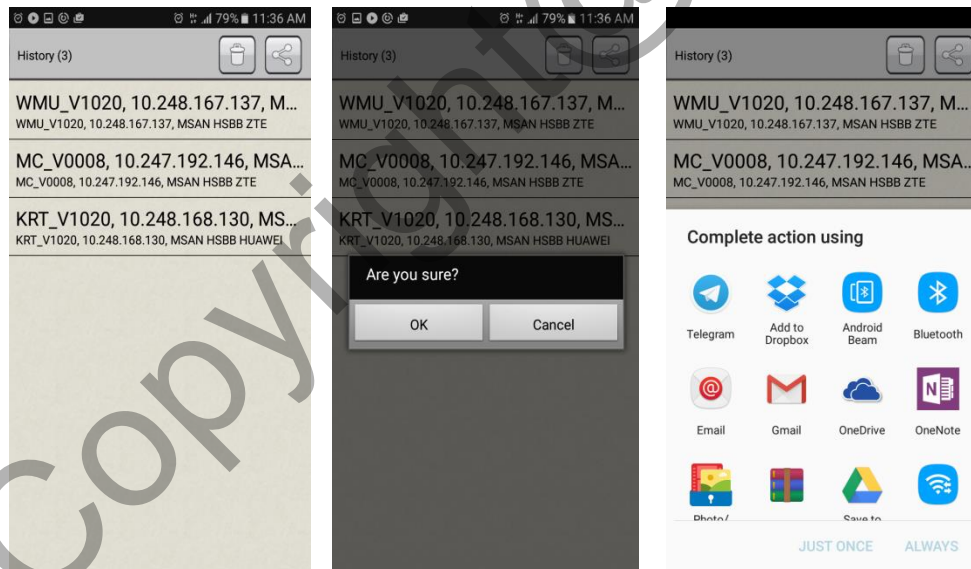 79% 11:36 AM
History (3)
WMU_V1020, 10.248.167.137, M...
WMU_V1020, 10.248.167.137, MSAN HSBB ZTE
MC_V0008, 10.247.192.146, MSA...
MC_V0008, 10.247.192.146, MSAN HSBB ZTE
KRT_V1020, 10.248.168.130, MS...
KRT_V1020, 10.248.168.130, MSAN HSBB HUAWEI
79% 11:36 AM
History (3)
WMU_V1020, 10.248.167.137, M...
WMU_V1020, 10.248.167.137, MSAN HSBB ZTE
MC_V0008, 10.247.192.146, MSA...
MC_V0008, 10.247.192.146, MSAN HSBB ZTE
KRT_V1020, 10.248.168.130, MS...
KRT_V1020, 10.248.168.130, MSAN HSBB HUAWEI
Are you sure?
OK Cancel
History (3)
WMU_V1020, 10.248.167.137, M...
WMU_V1020, 10.248.167.137, MSAN HSBB ZTE
MC_V0008, 10.247.192.146, MSA...
MC_V0008, 10.247.192.146, MSAN HSBB ZTE
Complete action using
Telegram
Add to
Dropbox
Android
Beam
Bluetooth
Email
Gmail
OneDrive
OneNote
Photo/
Save to
JUST ONCE ALWAYS
Copyright